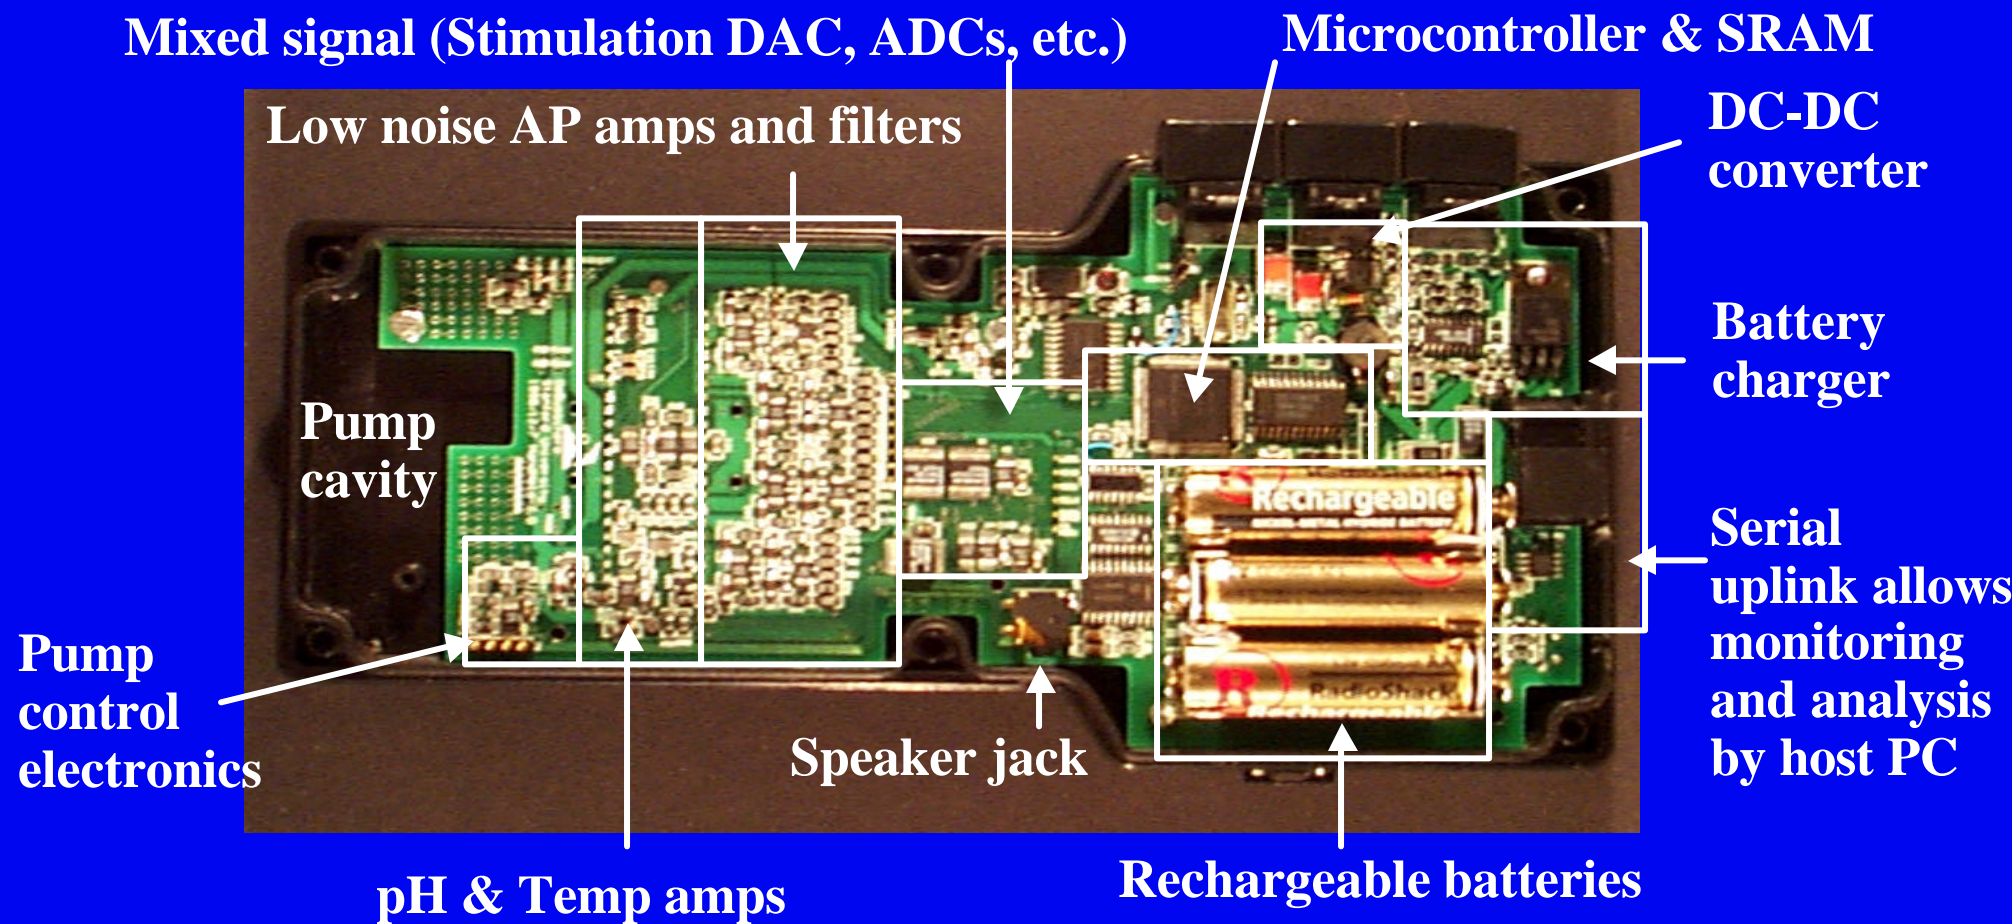 Mixed signal (Stimulation DAC, ADCs, etc.)
Microcontroller & SRAM
Low noise AP amps and filters
DC-DC
converter
Battery
charger
Pump
cavity
Rechargeable
Serial
uplink allows
monitoring
and analysis
by host PC
Pump
control
electronics
RadioShack
Rechargeable
Speaker jack
Rechargeable batteries
pH & Temp amps